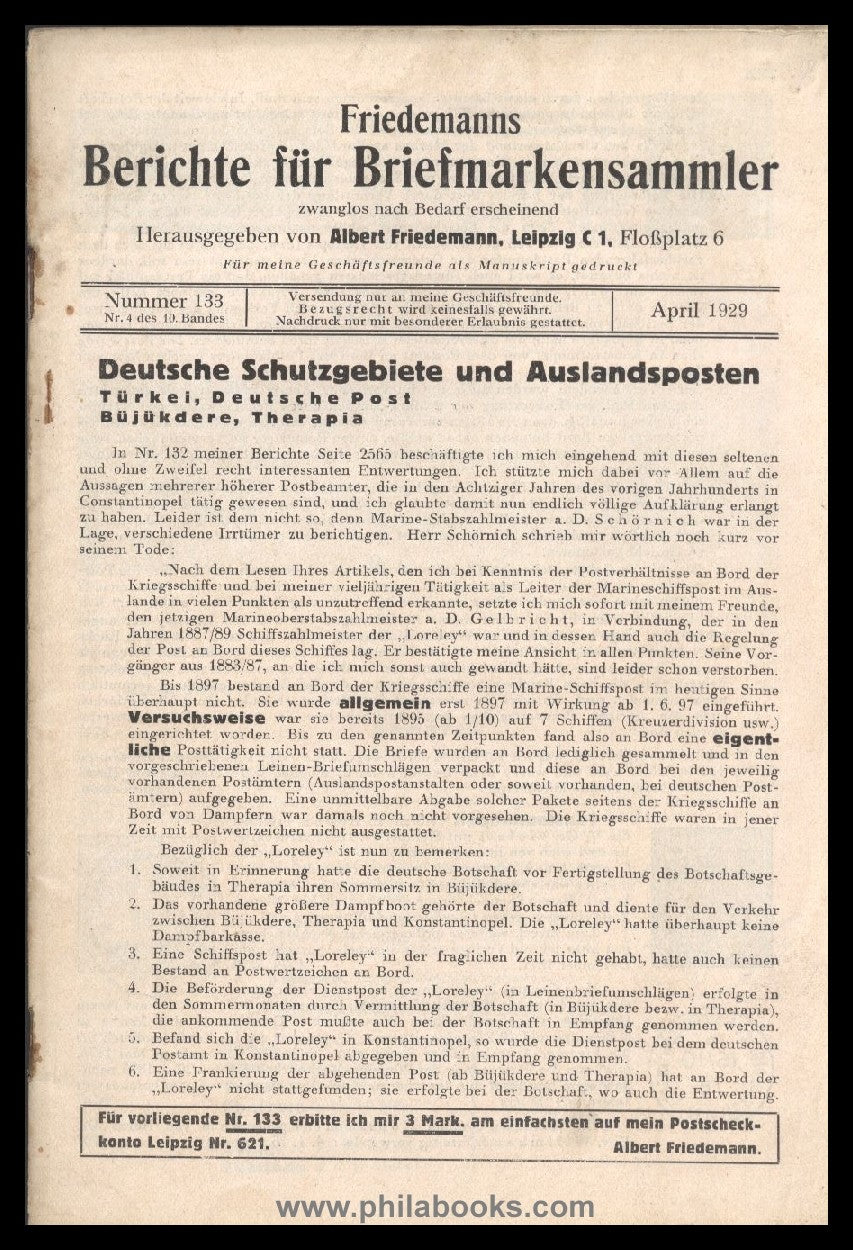 Friedemanns
Berichte für Briefmarkensammler
zwanglos nach Bedarf erscheinend
Herausgegeben von Albert Friedemann, Leipzig C 1, Floßplatz 6
Für meine Geschäftsfreunde als Manuskript gedruckt
Nummer 133
Nr. 4 des 10. Bandes
Versendung nur an meine Geschäftsfreunde.
Bezugsrecht wird keinesfalls gewährt.
Nachdruck nur mit besonderer Erlaubnis gestattet.
April 1929
Deutsche Schutzgebiete und Auslandsposten
Türkei, Deutsche Post
Büjükdere, Therapia
In Nr. 132 meiner Berichte Seite 2565 beschäftigte ich mich eingehend mit diesen seltenen
und ohne Zweifel recht interessanten Entwertungen. Ich stützte mich dabei vor Allem auf die
Aussagen mehrerer höherer Postbeamter, die in den Achtziger Jahren des vorigen Jahrhunderts in
Constantinopel tätig gewesen sind, und ich glaubte damit nun endlich völlige Aufklärung erlangt
zu haben. Leider ist dem nicht so, denn Marine-Stabszahlmeister a. D. Schörnich war in der
Lage, verschiedene Irrtümer zu berichtigen. Herr Schörnich schrieb mir wörtlich noch kurz vor
seinem Tode:
„Nach dem Lesen Ihres Artikels, den ich bei Kenntnis der Postverhältnisse an Bord der
Kriegsschiffe und bei meiner vieljährigen Tätigkeit als Leiter der Marineschiffspost im Aus-
lande in vielen Punkten als unzutreffend erkannte, setzte ich mich sofort mit meinem Freunde,
den jetzigen Marineoberstabszahlmeister a. D. Gelbricht, in Verbindung, der in den
Jahren 1887/89 Schiffszahlmeister der „Loreley“ war und in dessen Hand auch die Regelung
der Post an Bord dieses Schiffes lag. Er bestätigte meine Ansicht in allen Punkten. Seine Vor-
gänger aus 1883/87, an die ich mich sonst auch gewandt hätte, sind leider schon verstorben.
Bis 1897 bestand an Bord der Kriegsschiffe eine Marine-Schiffspost im heutigen Sinne
überhaupt nicht. Sie wurde allgemein erst 1897 mit Wirkung ab 1. 6. 97 eingeführt.
Versuchsweise war sie bereits 1895 (ab 1/10) auf 7 Schiffen (Kreuzerdivision usw.)
eingerichtet worden. Bis zu den genannten Zeitpunkten fand also an Bord eine eigent-
liche Posttätigkeit nicht statt. Die Briefe wurden an Bord lediglich gesammelt und in den
vorgeschriebenen Leinen-Briefumschlägen verpackt und diese an Bord bei den jeweilig
vorhandenen Postämtern (Auslandspostanstalten oder soweit vorhanden, bei deutschen Post-
ämtern) aufgegeben. Eine unmittelbare Abgabe solcher Pakete seitens der Kriegsschiffe an
Bord von Dampfern war damals noch nicht vorgesehen. Die Kriegsschiffe waren in jener
Zeit mit Postwertzeichen nicht ausgestattet.
Bezüglich der „Loreley“ ist nun zu bemerken:
1. Soweit in Erinnerung hatte die deutsche Botschaft vor Fertigstellung des Botschaftsge-
bäudes in Therapia ihren Sommersitz in Büjükdere.
2. Das vorhandene größere Dampfboot gehörte der Botschaft und diente für den Verkehr
zwischen Büjükdere, Therapia und Konstantinopel. Die „Loreley“ hatte überhaupt keine
Dampfbarkasse.
3. Eine Schiffspost hat „Loreley“ in der fraglichen Zeit nicht gehabt, hatte auch keinen
Bestand an Postwertzeichen an Bord.
4. Die Beförderung der Dienstpost der „Loreley“ (in Leinenbriefumschlägen) erfolgte in
den Sommermonaten durch Vermittlung der Botschaft (in Büjükdere bezw. in Therapia),
die ankommende Post mußte auch bei der Botschaft in Empfang genommen werden.
5. Befand sich die „Loreley“ in Konstantinopel, so wurde die Dienstpost bei dem deutschen
Postamt in Konstantinopel abgegeben und in Empfang genommen.
6. Eine Frankierung der abgehenden Post (ab Büjükdere und Therapia) hat an Bord der
„Loreley“ nicht stattgefunden; sie erfolgte bei der Botschaft, wo auch die Entwertung.
Für vorliegende Nr. 133 erbitte ich mir 3 Mark. am einfachsten auf mein Postscheck-
konto Leipzig Nr. 621.
Albert Friedemann.
www.philabooks.com